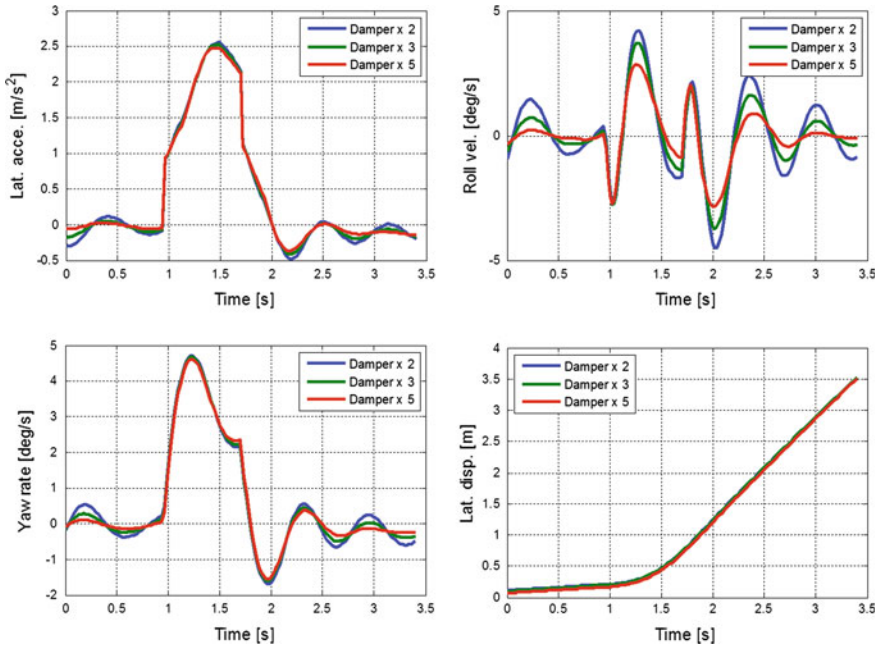 Lat. acce. [m/s²]
3
2.5
2
1.5
1
0.5
0
-0.5
Damper x 2
Damper x 3
Damper x 5
0 0.5 1 1.5 2 2.5 3 3.5
Time [s]
Roll vel. [deg/s]
5
0
-5
Damper x 2
Damper x 3
Damper x 5
0 0.5 1 1.5 2 2.5 3 3.5
Time [s]
Yaw rate [deg/s]
5
4
3
2
1
0
-1
-2
Damper x 2
Damper x 3
Damper x 5
0 0.5 1 1.5 2 2.5 3 3.5
Time [s]
Lat. disp. [m]
4
3.5
3
2.5
2
1.5
1
0.5
0
Damper x 2
Damper x 3
Damper x 5
0 0.5 1 1.5 2 2.5 3 3.5
Time [s]